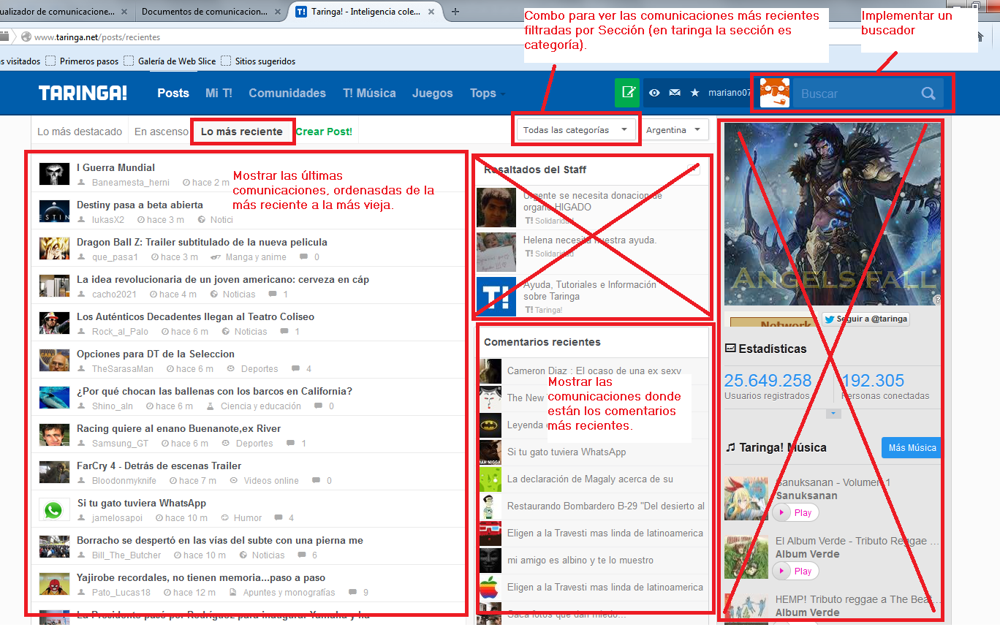 ualizador de comunicacione...
Documentos de comunicacion...
Taringa! - Inteligencia cole...
www.taringa.net/posts/recientes
s visitados
Primeros pasos
Galería de Web Slice
Sitios sugeridos
Combo para ver las comunicaciones más recientes
filtradas por Sección (en taringa la sección es
categoría).
Implementar un
buscador
TARINGA!
Posts
Mi T!
Comunidades
T! Música
Juegos
Tops
mariano07
Buscar
Lo más destacado
En ascenso
Lo más reciente
Crear Post!
Todas las categorías
Argentina
Mostrar las últimas
comunicaciones, ordenasdas de la
más reciente a la más vieja.
I Guerra Mundial
Baneamesta_herni hace 2 m
Destiny pasa a beta abierta
lukasX2 hace 3 m Notici
Dragon Ball Z: Trailer subtitulado de la nueva pelicula
que_pasa1 hace 3 m Manga y anime 0
La idea revolucionaria de un joven americano: cerveza en cáp
cacho2021 hace 4 m Noticias 1
Los Auténticos Decadentes llegan al Teatro Coliseo
Rock_al_Palo hace 6 m Noticias 1
Opciones para DT de la Seleccion
TheSarasaMan hace 6 m Deportes 4
¿Por qué chocan las ballenas con los barcos en California?
Shino_aln hace 6 m Ciencia y educación 0
Racing quiere al enano Buenanote,ex River
Samsung_GT hace 6 m Deportes 1
FarCry 4 - Detrás de escenas Trailer
Bloodonmyknife hace 7 m Videos online 0
Si tu gato tuviera WhatsApp
jamelosapoi hace 10 m Humor 4
Borracho se despertó en las vías del subte con una pierna me
Bill_The_Butcher hace 10 m Noticias 6
Yajirobe recordales, no tienen memoria...paso a paso
Pato_Lucas18 hace 12 m Apuntes y monografías 9
Resaltados del Staff
Urgente se necesita donacion de
organo HIGADO
T! Solidaridad
Helena necesita nuestra ayuda.
T! Solidaridad
T!
Ayuda, Tutoriales e Información
sobre Taringa
T! Taringa!
Comentarios recientes
Cameron Diaz : El ocaso de una ex sexy
The New
Leyenda
Mostrar las
comunicaciones donde
están los comentarios
más recientes.
Si tu gato tuviera WhatsApp
La declaración de Magaly acerca de su
Restaurando Bombardero B-29 "Del desierto al
Eligen a la Travesti mas linda de latinoamerica
mi amigo es albino y te lo muestro
Eligen a la Travesti mas linda de latinoamerica
Saca fotos que dan miedo...
ANGELS FALL
Network
Seguir a @taringa
Estadísticas
25.649.258
Usuarios registrados
192.305
Personas conectadas
Taringa! Música
Más Música
Sanuksanan - Volumen 1
Sanuksanan
Play
El Album Verde - Tributo Reggae ...
Album Verde
Play
HEMP! Tributo reggae a The Beat...
Album Verde